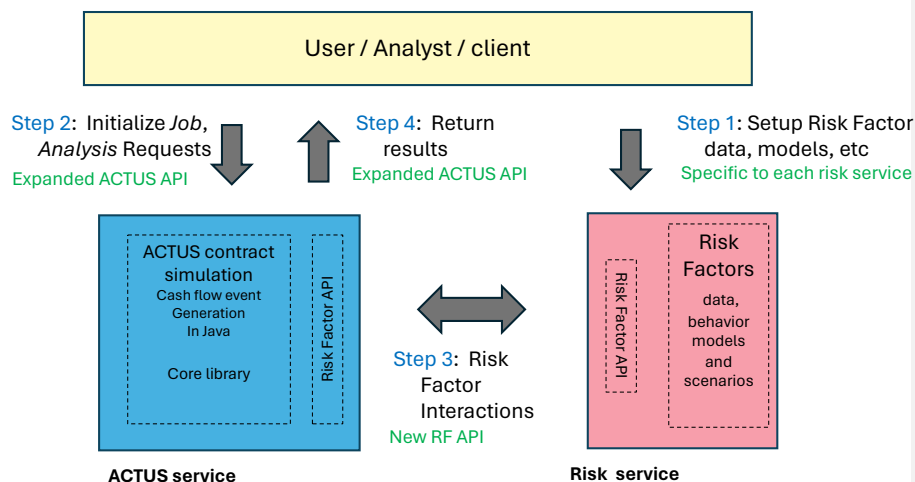 User / Analyst / client
Step 2: Initialize Job,
Analysis Requests
Expanded ACTUS API
Step 4: Return
results
Expanded ACTUS API
Step 1: Setup Risk Factor
data, models, etc
Specific to each risk service
ACTUS contract
simulation
Cash flow event
Generation
In Java
Core library
Risk Factor API
Step 3: Risk
Factor
Interactions
New RF API
Risk Factor API
Risk
Factors
data,
behavior
models
and
scenarios
ACTUS service
Risk service